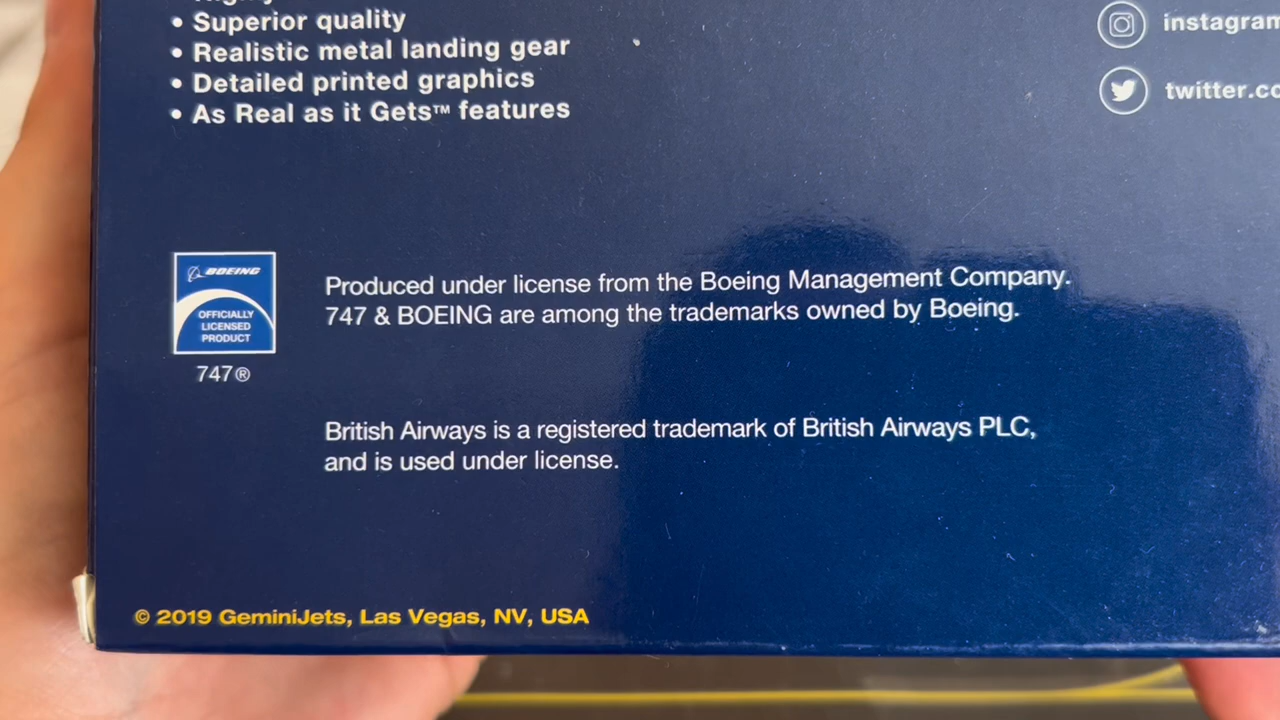 • Superior quality
• Realistic metal landing gear
• Detailed printed graphics
• As Real as it Gets™ features
instagram
twitter.co
BOEING
OFFICIALLY
LICENSED
PRODUCT
747®
Produced under license from the Boeing Management Company.
747 & BOEING are among the trademarks owned by Boeing.
British Airways is a registered trademark of British Airways PLC,
and is used under license.
© 2019 GeminiJets, Las Vegas, NV, USA